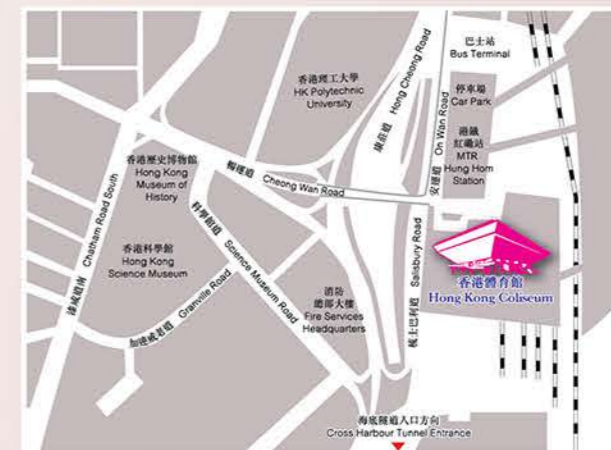 巴士站
Bus Terminal
香港理工大學
HK Polytechnic
University
康莊道 Hong Cheong Road
停車場
Car Park
安運道 On Wan Road
港鐵
紅磡站
MTR
Hung Hom
Station
香港歷史博物館
Hong Kong
Museum of
History
暢運道 Cheong Wan Road
漆咸道南 Chatham Road South
科學館道 Science Museum Road
香港科學館
Hong Kong
Science Museum
梳士巴利道 Salisbury Road
香港體育館
Hong Kong Coliseum
加連威老道 Granville Road
消防
總部大樓
Fire Services
Headquarters
海底隧道入口方向
Cross Harbour Tunnel Entrance